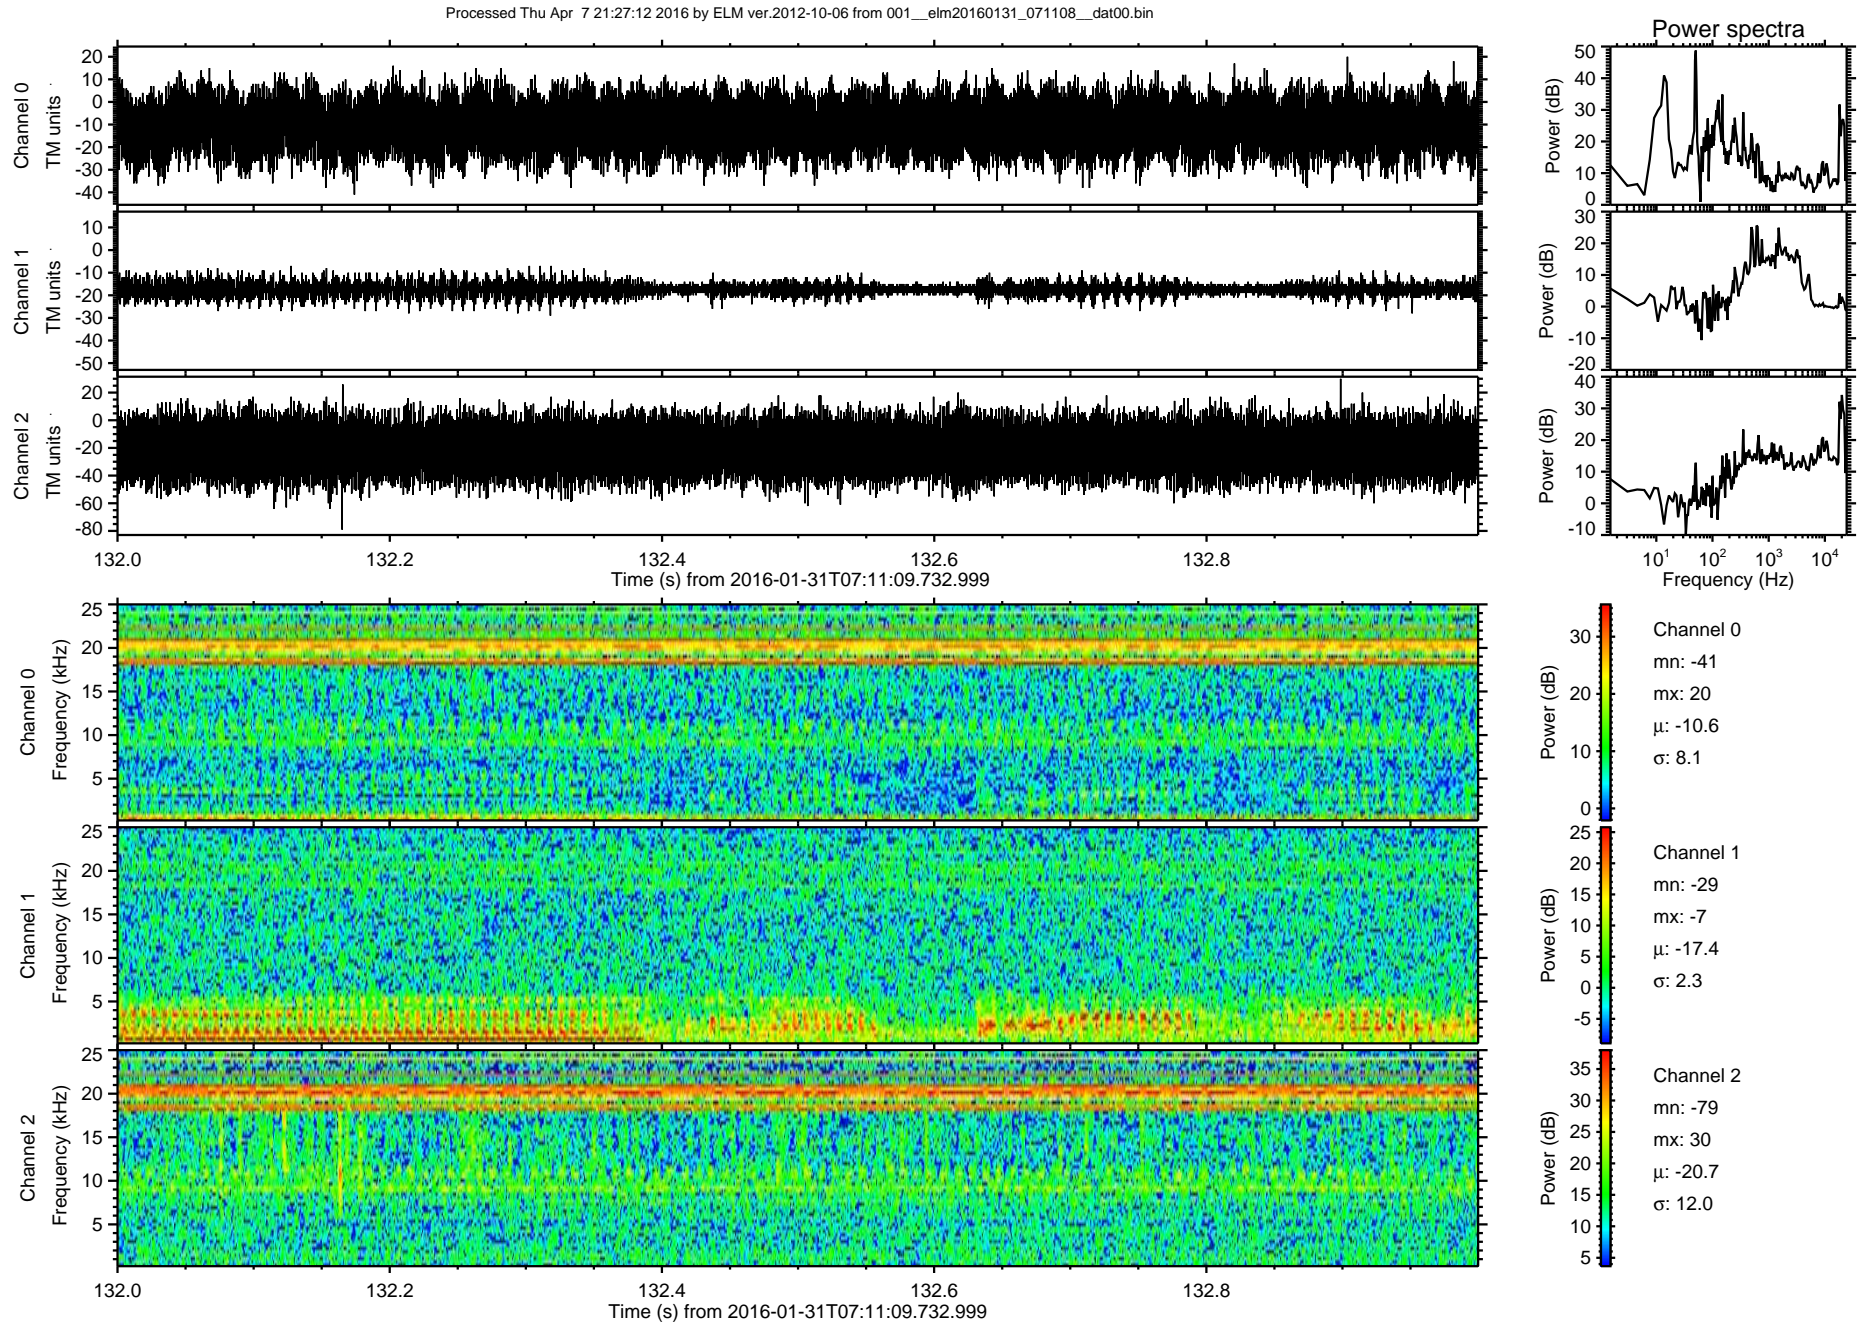 Processed Thu Apr  7 21:27:12 2016 by ELM ver.2012-10-06 from 001__elm20160131_071108__dat00.bin
Power spectra
Channel 0
TM units
20
10
0
-10
-20
-30
-40
Power (dB)
50
40
30
20
10
0
Channel 1
TM units
10
0
-10
-20
-30
-40
-50
Power (dB)
30
20
10
0
-10
-20
Channel 2
TM units
20
0
-20
-40
-60
-80
Power (dB)
40
30
20
10
0
-10
132.0 132.2 132.4 132.6 132.8
Time (s) from 2016-01-31T07:11:09.732.999
10¹ 10² 10³ 10⁴
Frequency (Hz)
Channel 0
Frequency (kHz)
25
20
15
10
5
Power (dB)
30
20
10
0
Channel 0
mn: -41
mx: 20
μ: -10.6
σ: 8.1
Channel 1
Frequency (kHz)
25
20
15
10
5
Power (dB)
25
20
15
10
5
0
-5
Channel 1
mn: -29
mx: -7
μ: -17.4
σ: 2.3
Channel 2
Frequency (kHz)
25
20
15
10
5
Power (dB)
35
30
25
20
15
10
5
Channel 2
mn: -79
mx: 30
μ: -20.7
σ: 12.0
132.0 132.2 132.4 132.6 132.8
Time (s) from 2016-01-31T07:11:09.732.999